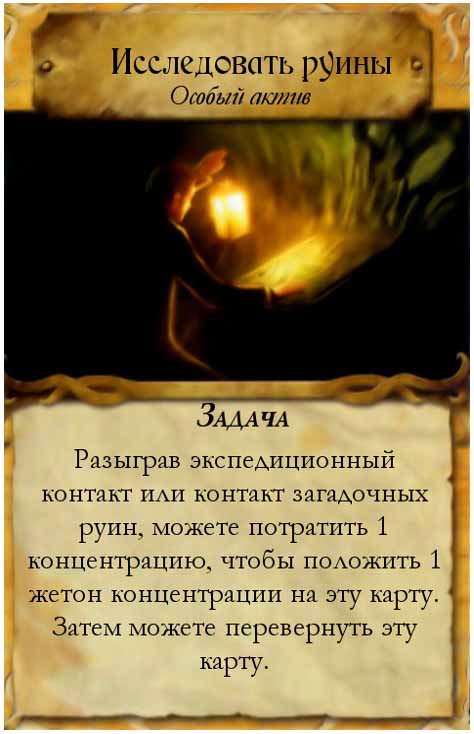 Исследовать руины
Особый актив
Задача
Разыграв экспедиционный
контакт или контакт загадочных
руин, можете потратить 1
концентрацию, чтобы положить 1
жетон концентрации на эту карту.
Затем можете перевернуть эту
карту.